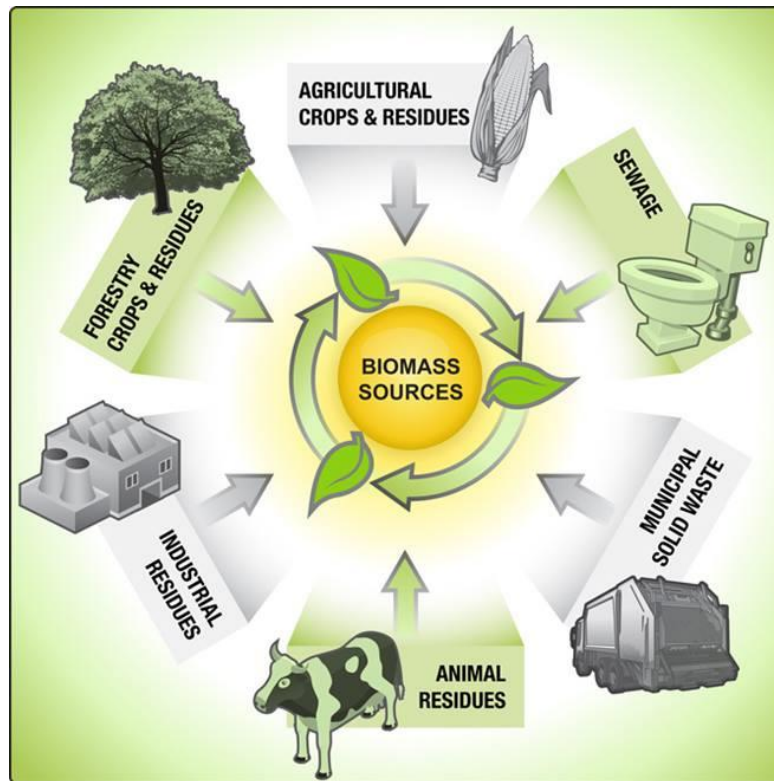 AGRICULTURAL
CROPS & RESIDUES
SEWAGE
FORESTRY
CROPS & RESIDUES
BIOMASS
SOURCES
MUNICIPAL
SOLID WASTE
INDUSTRIAL
RESIDUES
ANIMAL
RESIDUES